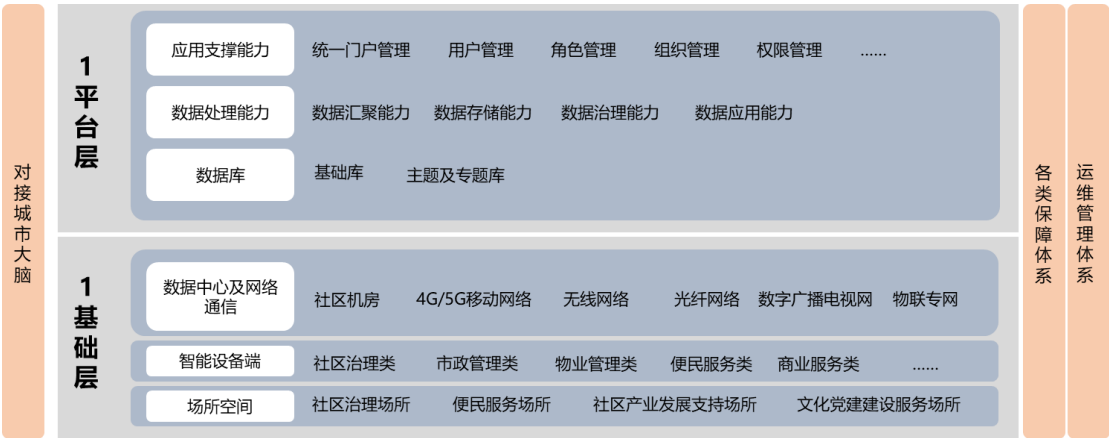 对接城市大脑
1平台层
应用支撑能力 统一门户管理 用户管理 角色管理 组织管理 权限管理 ……
数据处理能力 数据汇聚能力 数据存储能力 数据治理能力 数据应用能力
数据库 基础库 主题及专题库
1基础层
数据中心及网络
通信
社区机房 4G/5G移动网络 无线网络 光纤网络 数字广播电视网 物联专网
智能设备端 社区治理类 市政管理类 物业管理类 便民服务类 商业服务类 ……
场所空间 社区治理场所 便民服务场所 社区产业发展支持场所 文化党建建设服务场所
各类保障体系
运维管理体系